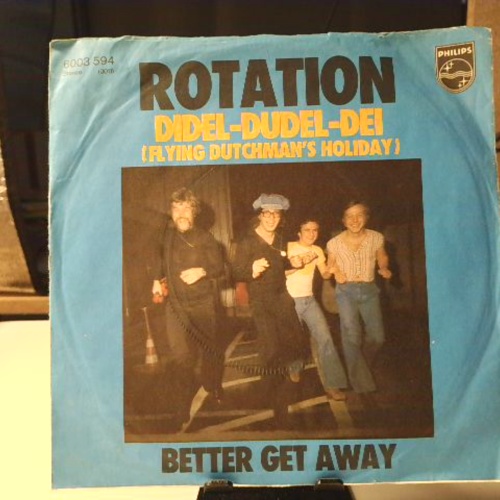 6003 594
PHILIPS
ROTATION
DIDEL-DUDEL-DEI
(FLYING DUTCHMAN'S HOLIDAY)
BETTER GET AWAY